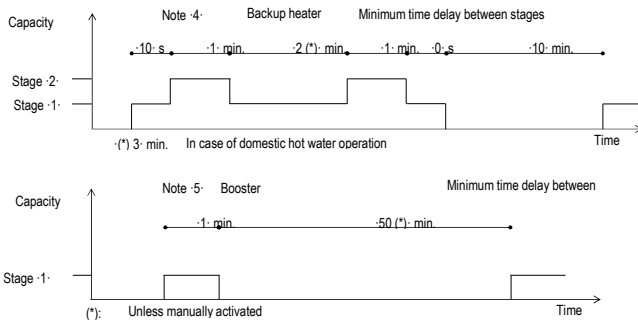 Note ·4· Backup heater Minimum time delay between stages
Capacity
·10· s ·1· min. ·2 (*)· min. ·1· min. ·0· s ·10· min.
Stage ·2·
Stage ·1·
·(*) 3· min. In case of domestic hot water operation Time
Note ·5· Booster Minimum time delay between
Capacity
·1· min. ·50 (*)· min.
Stage ·1·
(*): Unless manually activated Time